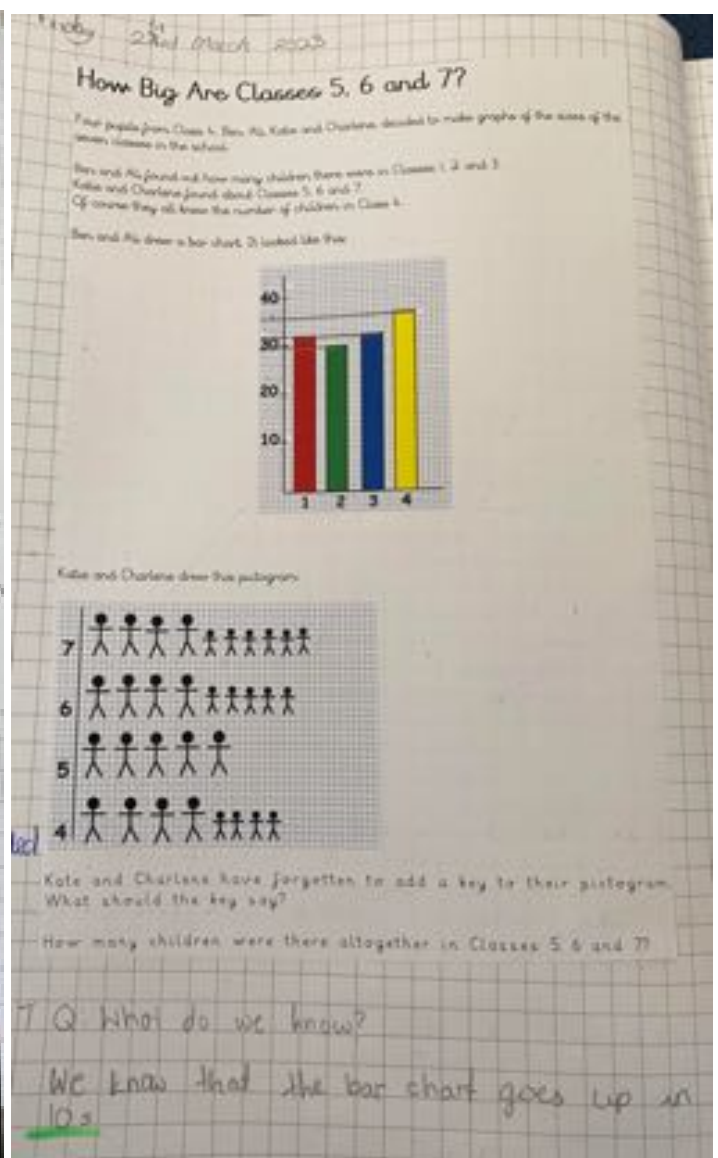 March 2023
How Big Are Classes 5, 6 and 7?
Four pupils from Class 4, Ben, Ali, Katie and Charlene, decided to make graphs of the sizes of the
seven classes in the school.
Ben and Ali found out how many children there were in Classes 1, 2 and 3.
Katie and Charlene found about Classes 5, 6 and 7.
Of course they all knew the number of children in Class 4.
Ben and Ali drew a bar chart. It looked like this:
40
30
20
10
1 2 3 4
Katie and Charlene drew this pictogram:
7
6
5
4
Kate and Charlene have forgotten to add a key to their pictogram.
What should the key say?
How many children were there altogether in Classes 5, 6 and 7?
T Q What do we know?
We know that the bar chart goes up in
10s